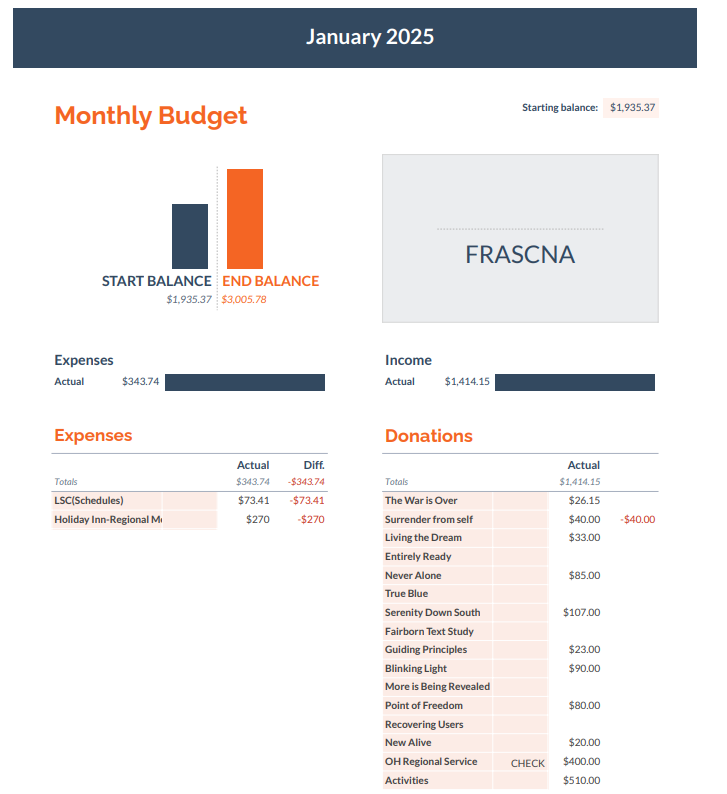 January 2025
Monthly Budget
Starting balance: $1,935.37
START BALANCE END BALANCE
$1,935.37 $3,005.78
FRASCNA
Expenses
Actual $343.74
Income
Actual $1,414.15
Expenses
Actual Diff.
Totals $343.74 -$343.74
LSC(Schedules) $73.41 -$73.41
Holiday Inn-Regional $270 -$270
Donations
Actual
Totals $1,414.15
The War is Over $26.15
Surrender from self $40.00 -$40.00
Living the Dream $33.00
Entirely Ready
Never Alone $85.00
True Blue
Serenity Down South $107.00
Fairborn Text Study
Guiding Principles $23.00
Blinking Light $90.00
More is Being Revealed
Point of Freedom $80.00
Recovering Users
New Alive $20.00
OH Regional Service CHECK $400.00
Activities $510.00